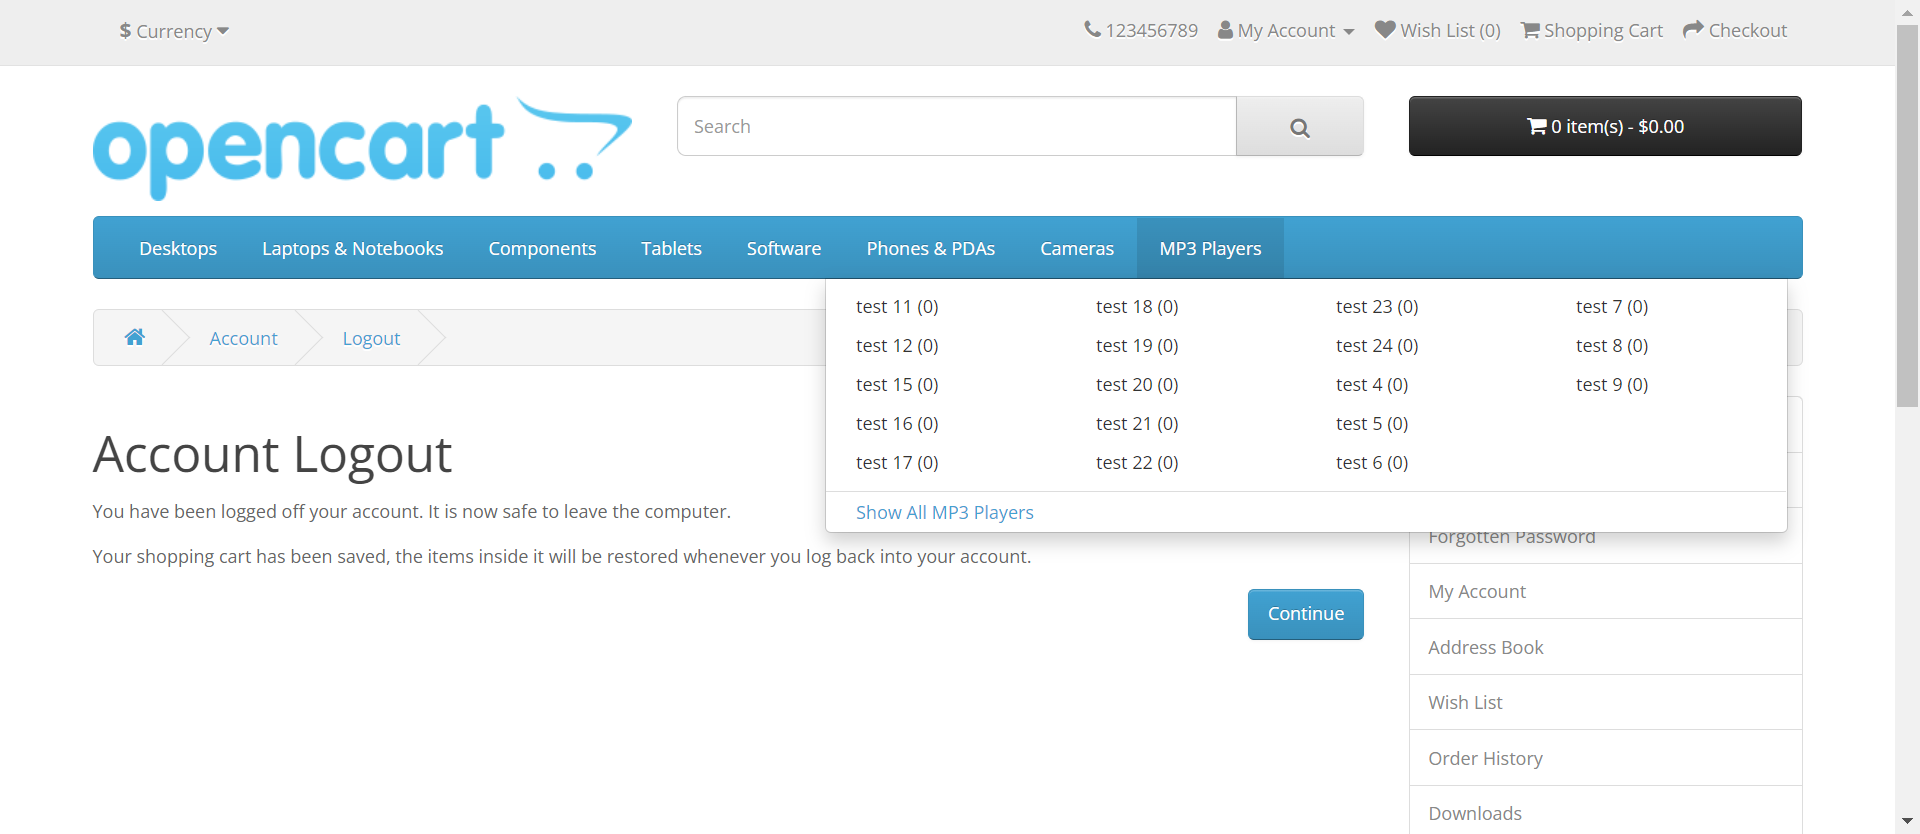 $ Currency
123456789 My Account Wish List (0) Shopping Cart Checkout
opencart
Search
0 item(s) - $0.00
Desktops Laptops & Notebooks Components Tablets Software Phones & PDAs Cameras MP3 Players
test 11 (0) test 18 (0) test 23 (0) test 7 (0)
test 12 (0) test 19 (0) test 24 (0) test 8 (0)
test 15 (0) test 20 (0) test 4 (0) test 9 (0)
test 16 (0) test 21 (0) test 5 (0)
test 17 (0) test 22 (0) test 6 (0)
Show All MP3 Players
Account Logout
Account Logout
You have been logged off your account. It is now safe to leave the computer.
Your shopping cart has been saved, the items inside it will be restored whenever you log back into your account.
Continue
Forgotten Password
My Account
Address Book
Wish List
Order History
Downloads